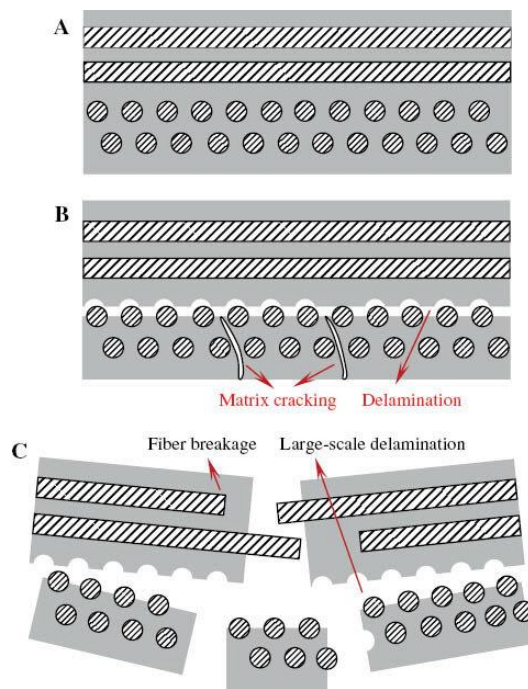 A
B
Matrix cracking
Delamination
Fiber breakage
Large-scale delamination
C